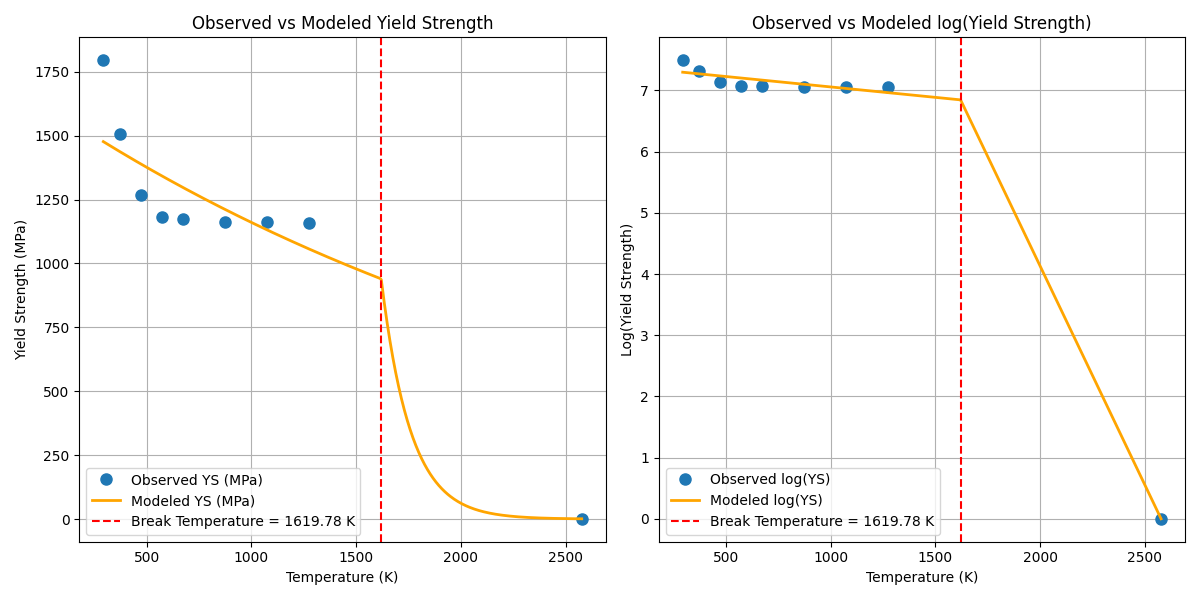 Observed vs Modeled Yield Strength
Yield Strength (MPa)
1750
1500
1250
1000
750
500
250
0
500
1000
1500
2000
2500
Temperature (K)
Observed YS (MPa)
Modeled YS (MPa)
Break Temperature = 1619.78 K
Observed vs Modeled log(Yield Strength)
Log(Yield Strength)
7
6
5
4
3
2
1
0
500
1000
1500
2000
2500
Temperature (K)
Observed log(YS)
Modeled log(YS)
Break Temperature = 1619.78 K